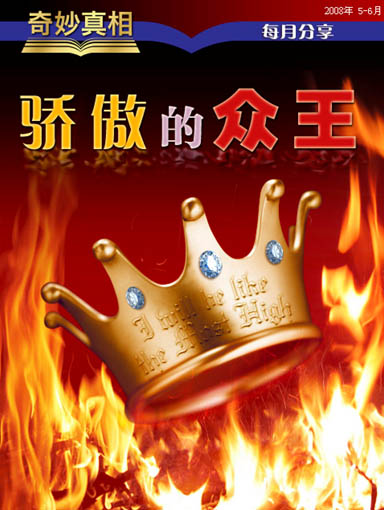 2008年 5-6月
奇妙真相
每月分享
骄傲的众王
I will be like
the Most High